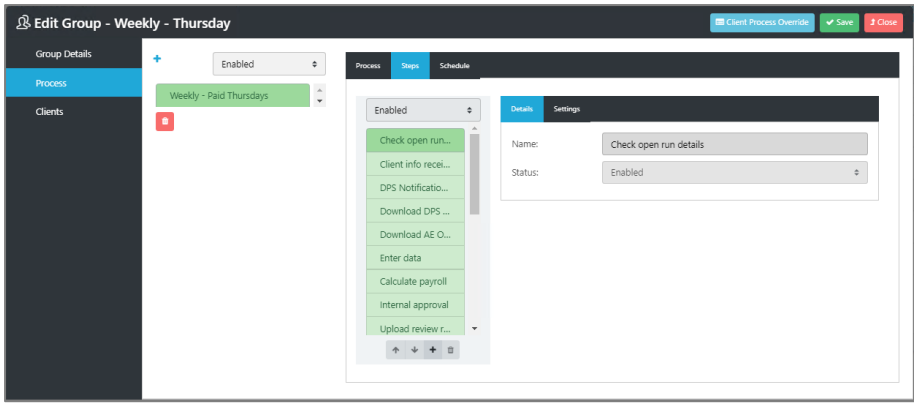 Edit Group - Weekly - Thursday
Client Process Override
Save
Close
Group Details
Process
Clients
Enabled
Weekly - Paid Thursdays
Process Steps Schedule
Enabled
Check open run...
Client info recei...
DPS Notificatio...
Download DPS ...
Download AE O...
Enter data
Calculate payroll
Internal approval
Upload review r...
Details Settings
Name: Check open run details
Status: Enabled